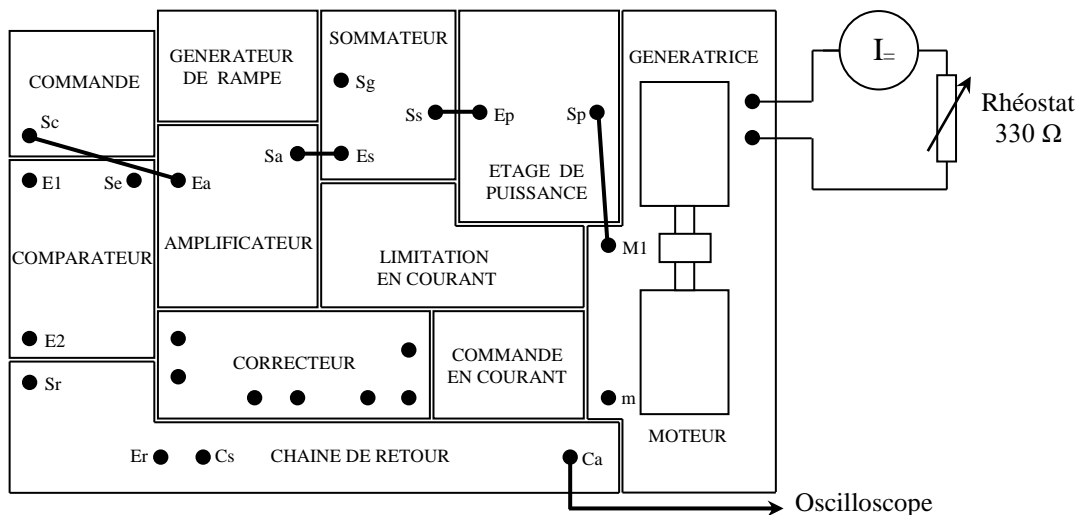 COMMANDE
Sc
GENERATEUR
DE RAMPE
SOMMATEUR
Sg
Ss
Ep
Sp
GENERATRICE
I=
Rhéostat
330 Ω
E1
Se
Ea
Sa
Es
ETAGE DE
PUISSANCE
COMPARATEUR
AMPLIFICATEUR
LIMITATION
EN COURANT
M1
E2
Sr
CORRECTEUR
COMMANDE
EN COURANT
m
MOTEUR
Er
Cs
CHAINE DE RETOUR
Ca
Oscilloscope